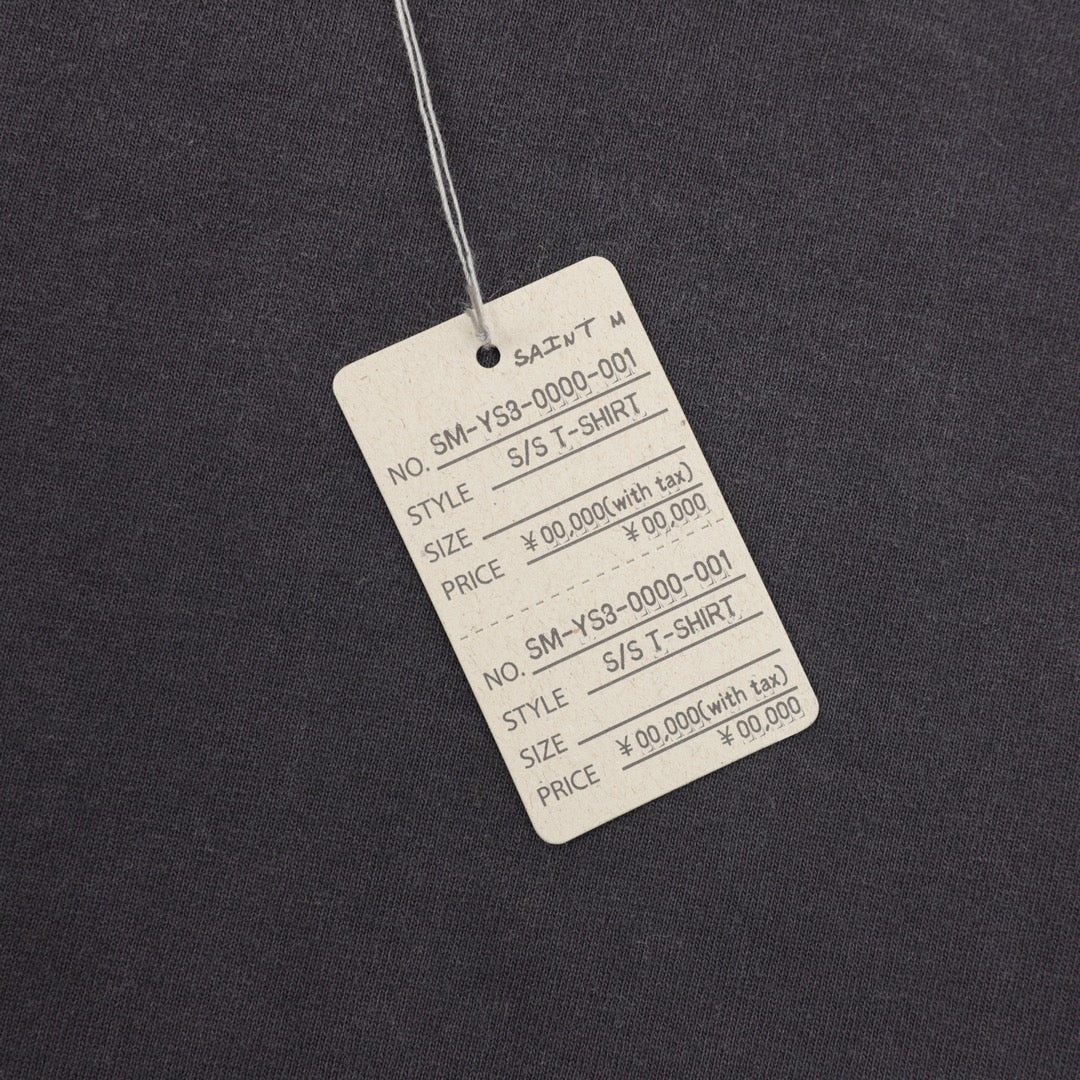 SAINT M
NO. SM-YS3-0000-001
STYLE S/S T-SHIRT
SIZE
PRICE ¥00,000(with tax)
¥00,000
NO. SM-YS3-0000-001
STYLE S/S T-SHIRT
SIZE
PRICE ¥00,000(with tax)
¥00,000